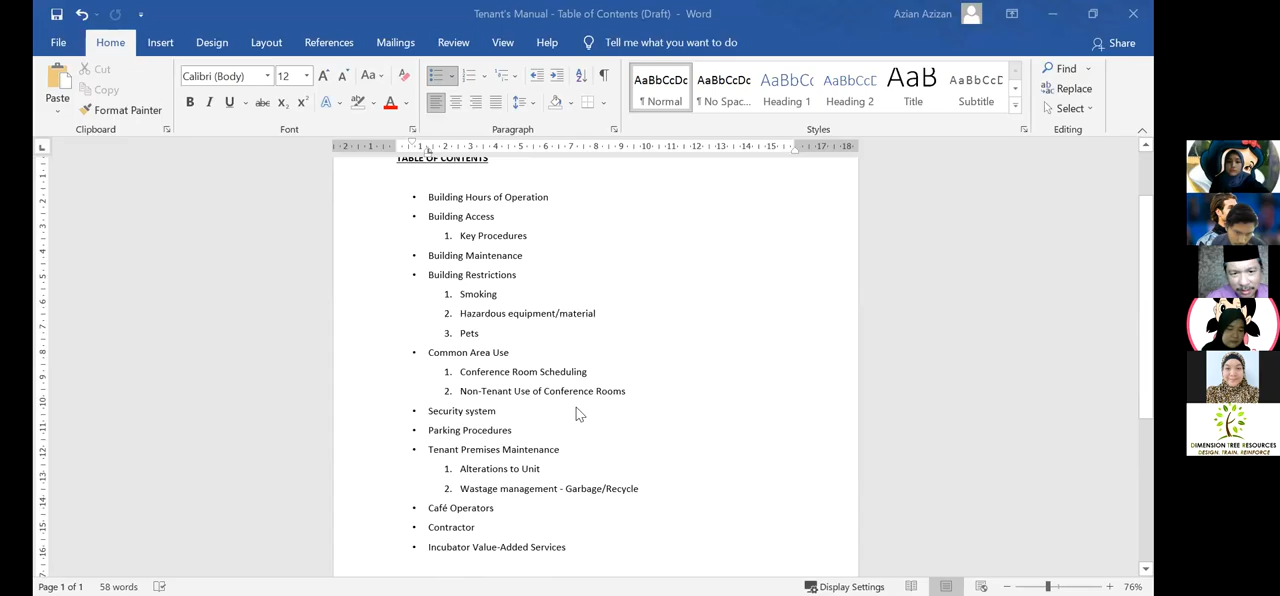 Tenant's Manual - Table of Contents (Draft) - Word
Azian Azizan
File Home Insert Design Layout References Mailings Review View Help Tell me what you want to do Share
Paste
Cut
Copy
Format Painter
Clipboard
Calibri (Body) 12
Font
Paragraph
AaBbCcDc AaBbCcDc AaBbCc AaBbCcD AaB AaBbCcD
¶ Normal ¶ No Spac... Heading 1 Heading 2 Title Subtitle
Styles
Find
Replace
Select
Editing
TABLE OF CONTENTS
• Building Hours of Operation
• Building Access
1. Key Procedures
• Building Maintenance
• Building Restrictions
1. Smoking
2. Hazardous equipment/material
3. Pets
• Common Area Use
1. Conference Room Scheduling
2. Non-Tenant Use of Conference Rooms
• Security system
• Parking Procedures
• Tenant Premises Maintenance
1. Alterations to Unit
2. Wastage management - Garbage/Recycle
• Café Operators
• Contractor
• Incubator Value-Added Services
Page 1 of 1 58 words
Display Settings
76%
DIMENSION TREE RESOURCES
DESIGN. TRAIN. REINFORCE